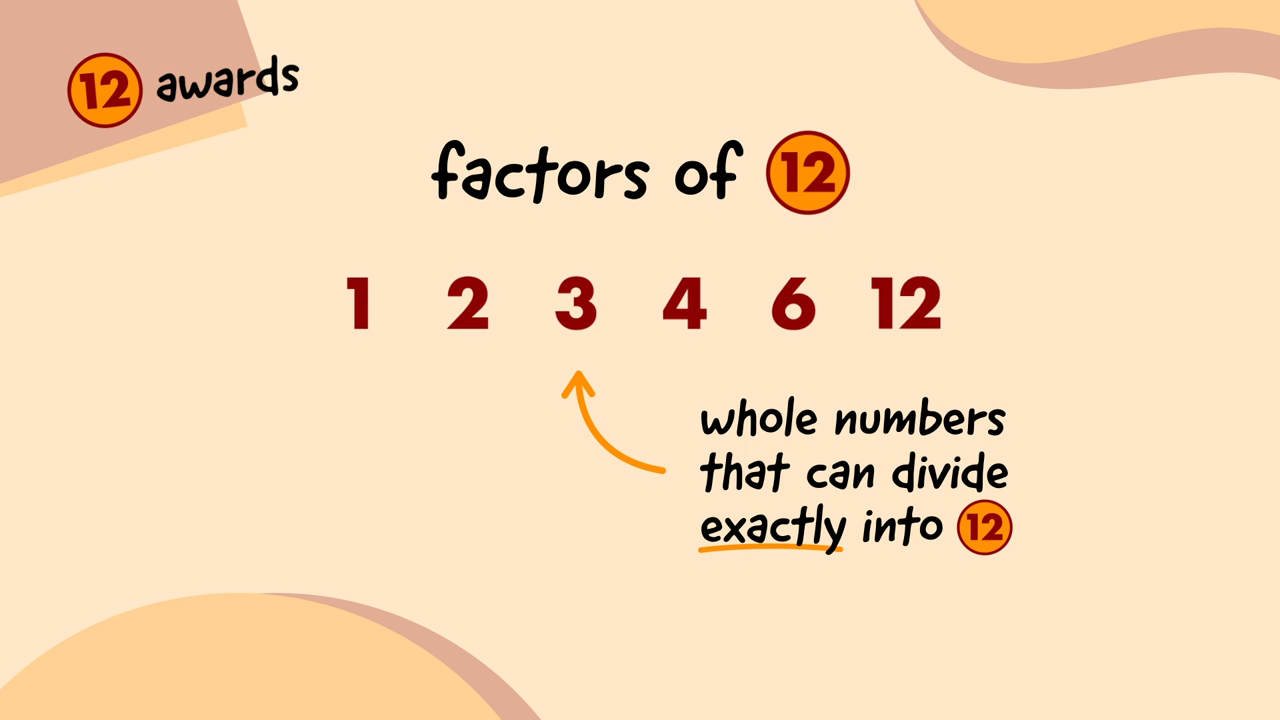 12 awards
factors of 12
1 2 3 4 6 12
whole numbers
that can divide
exactly into 12